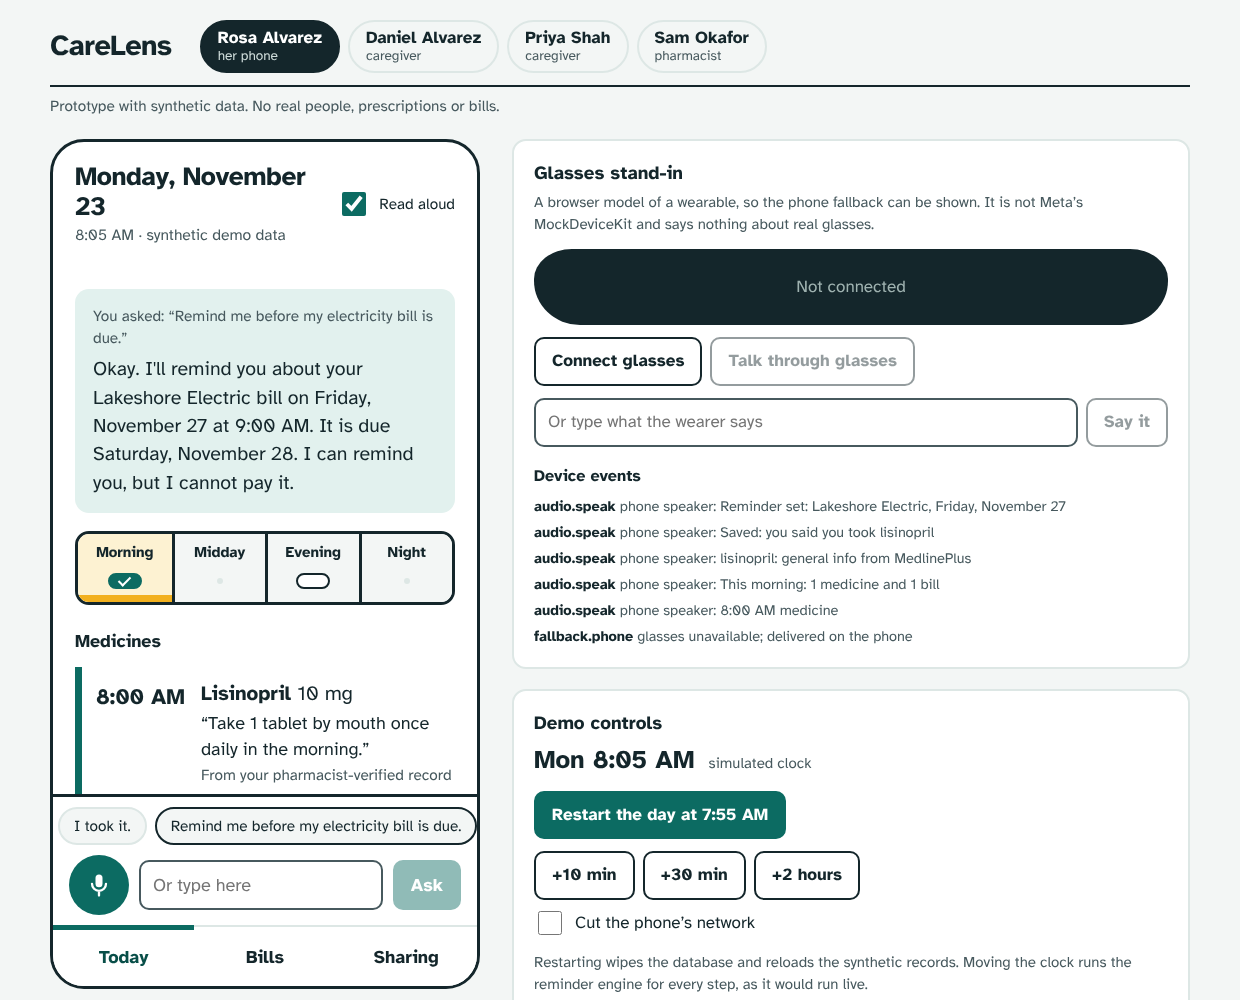 CareLens
Rosa Alvarez
her phone
Daniel Alvarez
caregiver
Priya Shah
caregiver
Sam Okafor
pharmacist
Prototype with synthetic data. No real people, prescriptions or bills.
Monday, November
23
Read aloud
8:05 AM · synthetic demo data
You asked: “Remind me before my electricity bill is
due.”
Okay. I'll remind you about your
Lakeshore Electric bill on Friday,
November 27 at 9:00 AM. It is due
Saturday, November 28. I can remind
you, but I cannot pay it.
Morning
Midday
Evening
Night
Medicines
8:00 AM
Lisinopril 10 mg
“Take 1 tablet by mouth once
daily in the morning.”
From your pharmacist-verified record
I took it.
Remind me before my electricity bill is due.
Or type here
Ask
Today
Bills
Sharing
Glasses stand-in
A browser model of a wearable, so the phone fallback can be shown. It is not Meta’s
MockDeviceKit and says nothing about real glasses.
Not connected
Connect glasses
Talk through glasses
Or type what the wearer says
Say it
Device events
audio.speak phone speaker: Reminder set: Lakeshore Electric, Friday, November 27
audio.speak phone speaker: Saved: you said you took lisinopril
audio.speak phone speaker: lisinopril: general info from MedlinePlus
audio.speak phone speaker: This morning: 1 medicine and 1 bill
audio.speak phone speaker: 8:00 AM medicine
fallback.phone glasses unavailable; delivered on the phone
Demo controls
Mon 8:05 AM simulated clock
Restart the day at 7:55 AM
+10 min
+30 min
+2 hours
Cut the phone’s network
Restarting wipes the database and reloads the synthetic records. Moving the clock runs the
reminder engine for every step, as it would run live.